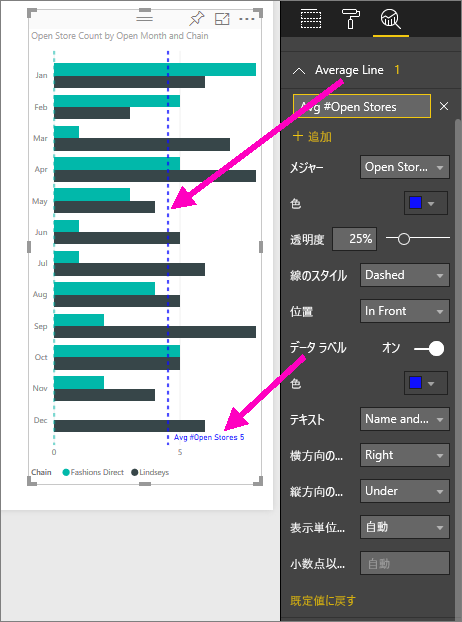 Open Store Count by Open Month and Chain
Jan
Feb
Mar
Apr
May
Jun
Jul
Aug
Sep
Oct
Nov
Dec
Avg #Open Stores 5
0 5
Chain Fashions Direct Lindseys
Average Line 1
Avg #Open Stores
+ 追加
メジャー Open Stor...
色
透明度 25%
線のスタイル Dashed
位置 In Front
データ ラベル オン
色
テキスト Name and...
横方向の... Right
縦方向の... Under
表示単位... 自動
小数点以... 自動
既定値に戻す